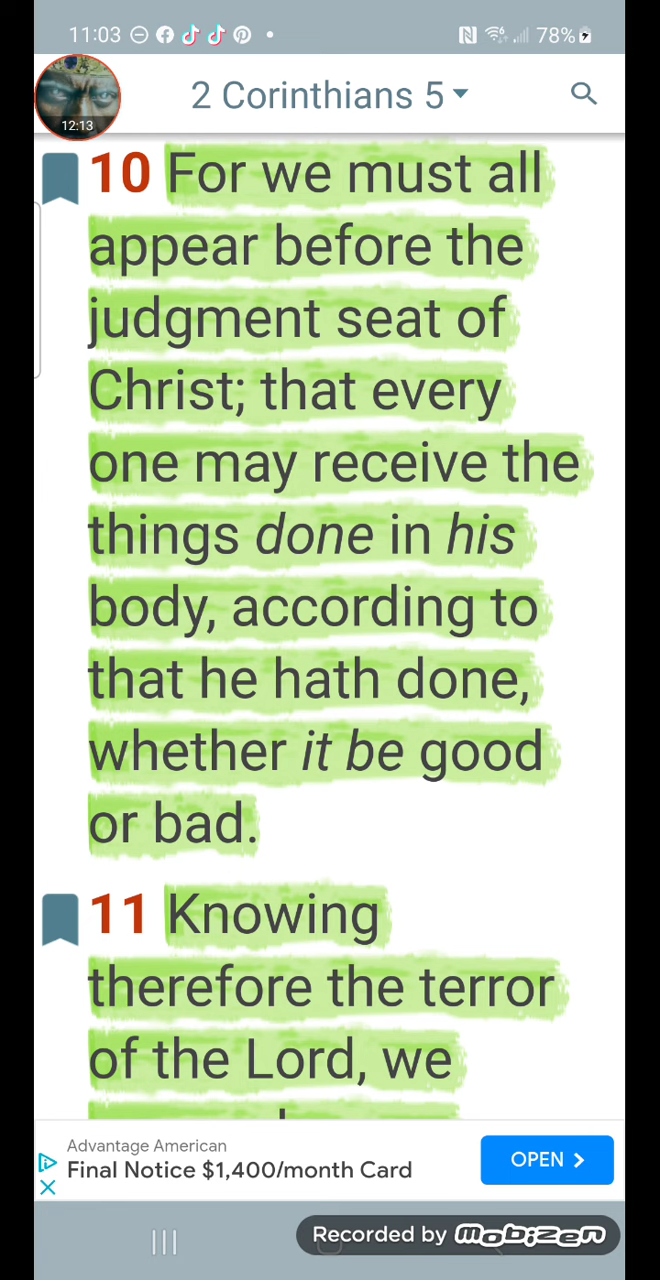 11:03 78%
12:13
2 Corinthians 5
10 For we must all
appear before the
judgment seat of
Christ; that every
one may receive the
things done in his
body, according to
that he hath done,
whether it be good
or bad.
11 Knowing
therefore the terror
of the Lord, we
Advantage American
Final Notice $1,400/month Card
OPEN
Recorded by mobizen